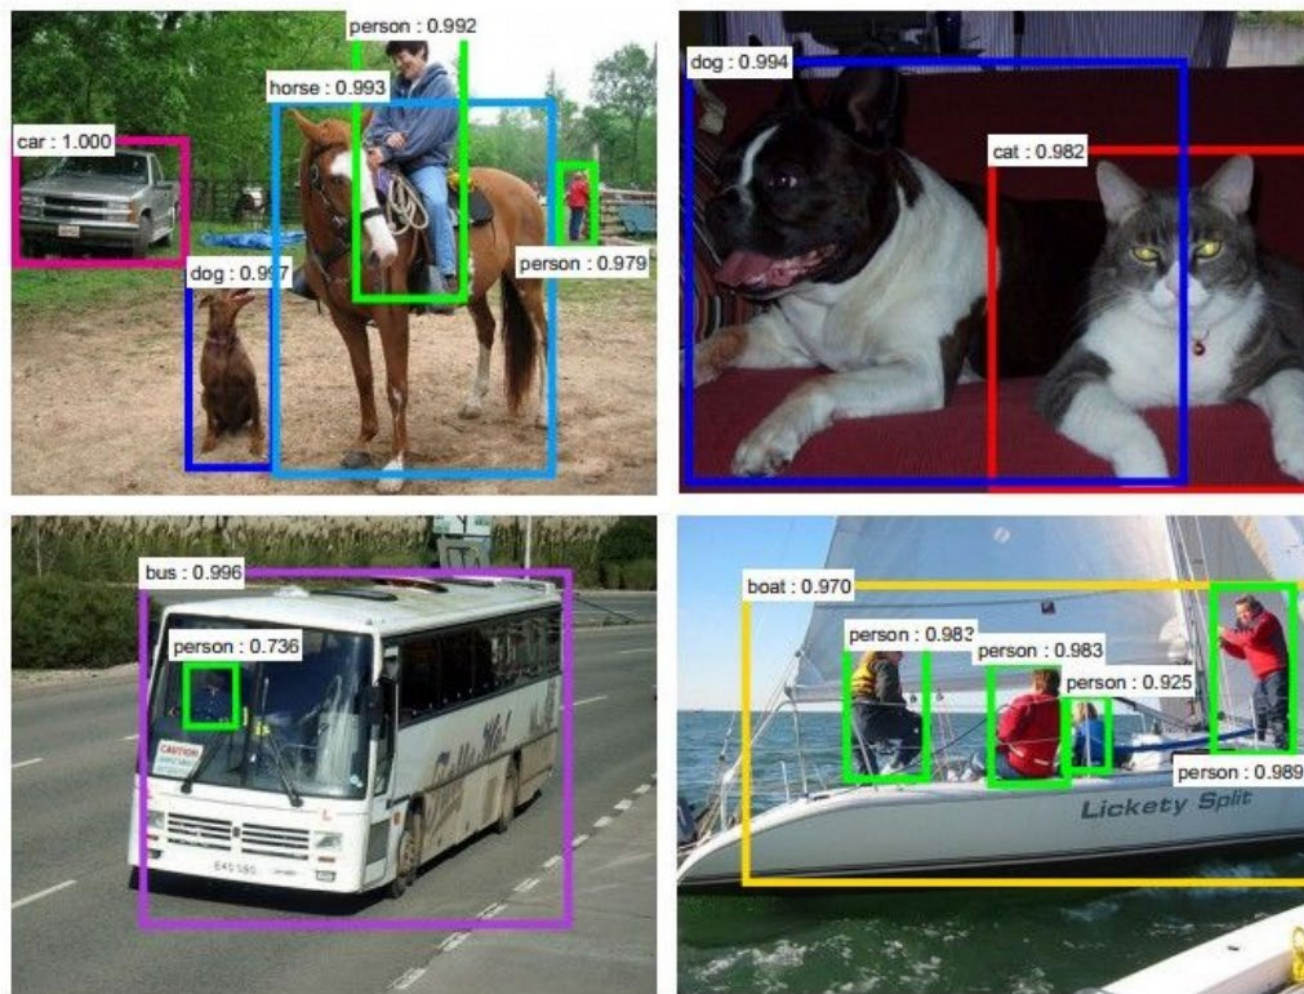 person : 0.992
horse : 0.993
car : 1.000
person : 0.979
dog : 0.997
dog : 0.994
cat : 0.982
bus : 0.996
person : 0.736
CAUTION
L
boat : 0.970
person : 0.983
person : 0.983
person : 0.925
person : 0.989
Lickety Split